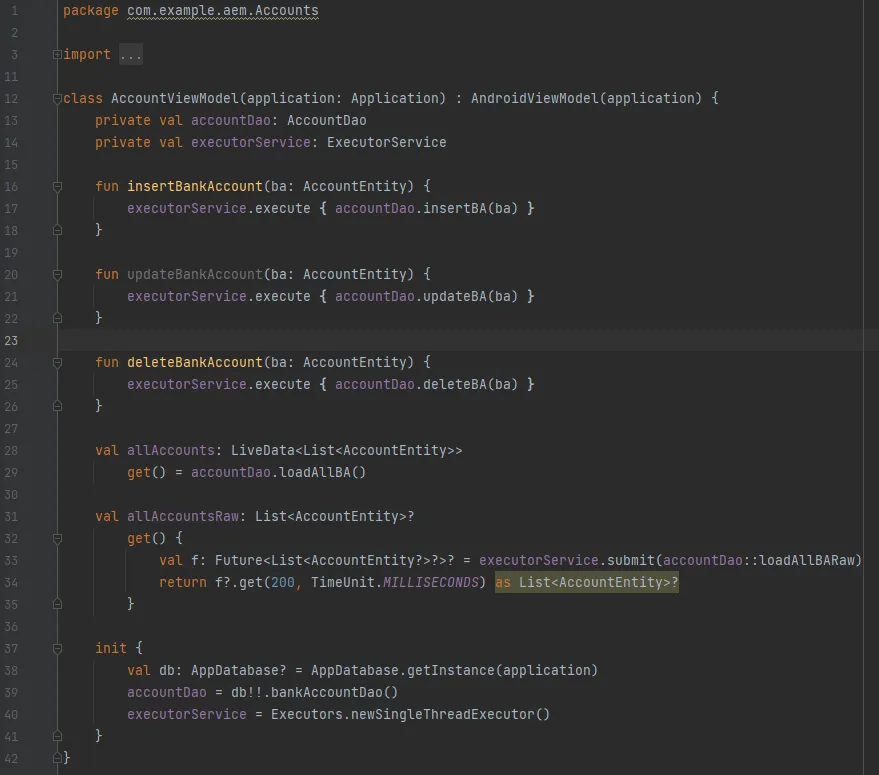 1 package com.example.aem.Accounts
2
3 import ...
11
12 class AccountViewModel(application: Application) : AndroidViewModel(application) {
13     private val accountDao: AccountDao
14     private val executorService: ExecutorService
15
16     fun insertBankAccount(ba: AccountEntity) {
17         executorService.execute { accountDao.insertBA(ba) }
18     }
19
20     fun updateBankAccount(ba: AccountEntity) {
21         executorService.execute { accountDao.updateBA(ba) }
22     }
23
24     fun deleteBankAccount(ba: AccountEntity) {
25         executorService.execute { accountDao.deleteBA(ba) }
26     }
27
28     val allAccounts: LiveData<List<AccountEntity>>
29         get() = accountDao.loadAllBA()
30
31     val allAccountsRaw: List<AccountEntity>?
32         get() {
33             val f: Future<List<AccountEntity?>?>? = executorService.submit(accountDao::loadAllBARaw)
34             return f?.get(200, TimeUnit.MILLISECONDS) as List<AccountEntity>?
35         }
36
37     init {
38         val db: AppDatabase? = AppDatabase.getInstance(application)
39         accountDao = db!!.bankAccountDao()
40         executorService = Executors.newSingleThreadExecutor()
41     }
42 }